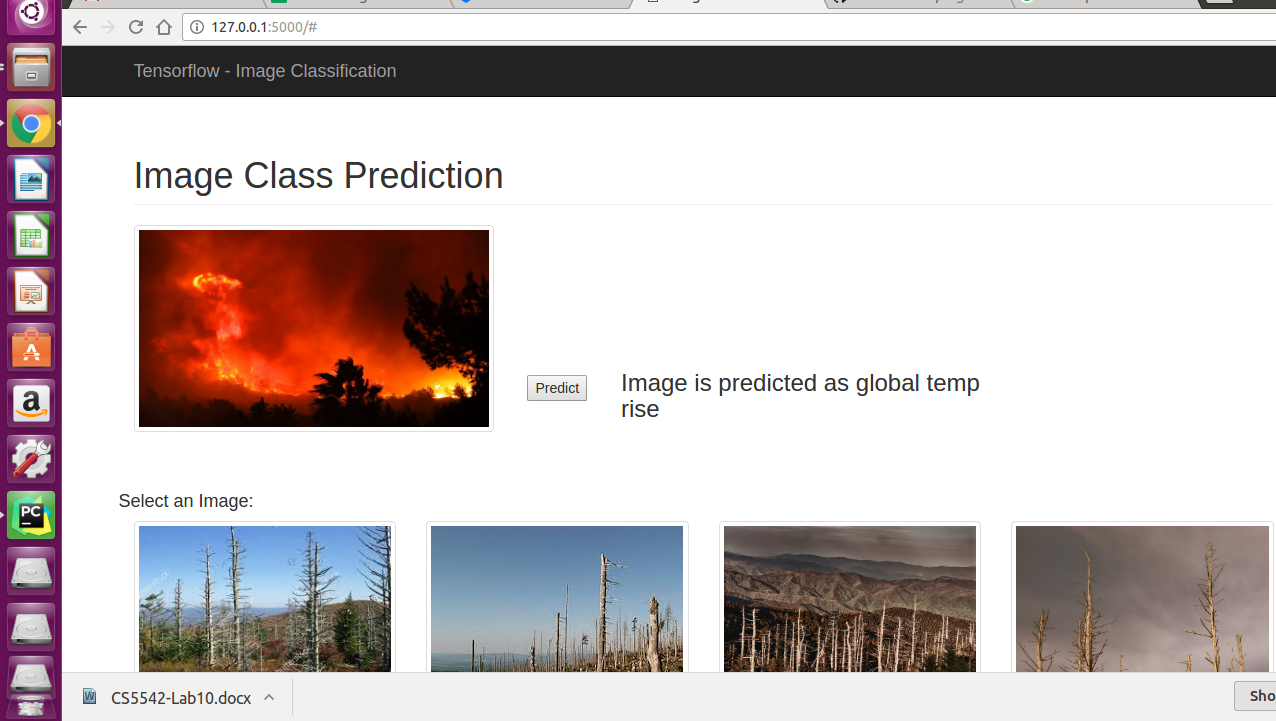 127.0.0.1:5000/#
Tensorflow - Image Classification
Image Class Prediction
Predict
Image is predicted as global temp
rise
Select an Image:
CS5542-Lab10.docx
Sho
A
a
PC
W